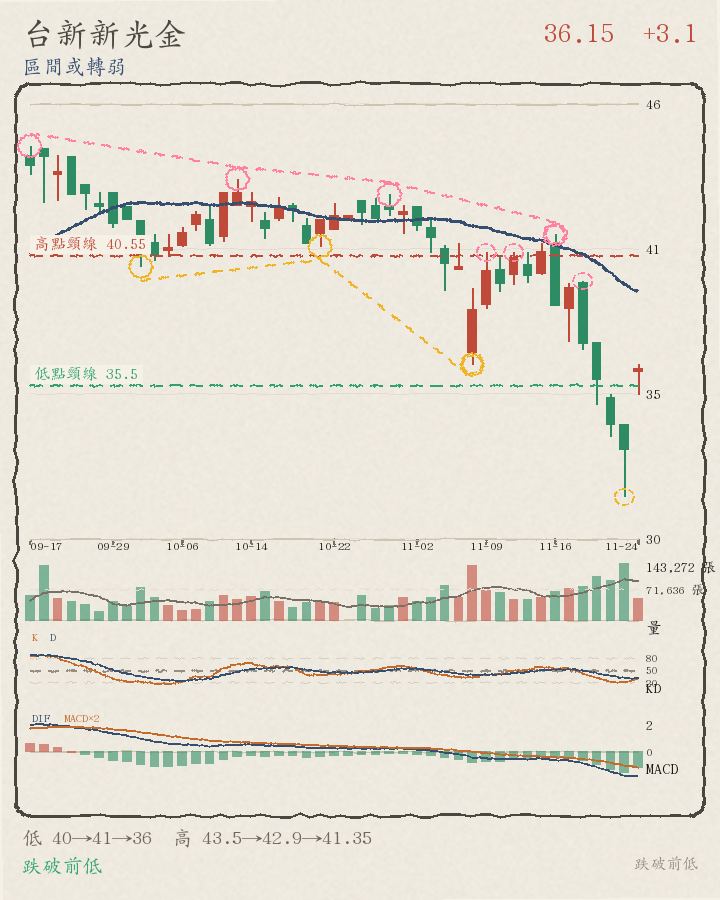 台新新光金
36.15 +3.1
區間或轉弱
46
高點頸線 40.55
41
低點頸線 35.5
35
30
09-17 09-29 10-06 10-14 10-22 11-02 11-09 11-16 11-24
143,272 張
71,636 張
量
K D
80
50
20
KD
DIF MACD×2
2
0
MACD
低 40→41→36 高 43.5→42.9→41.35
跌破前低
跌破前低